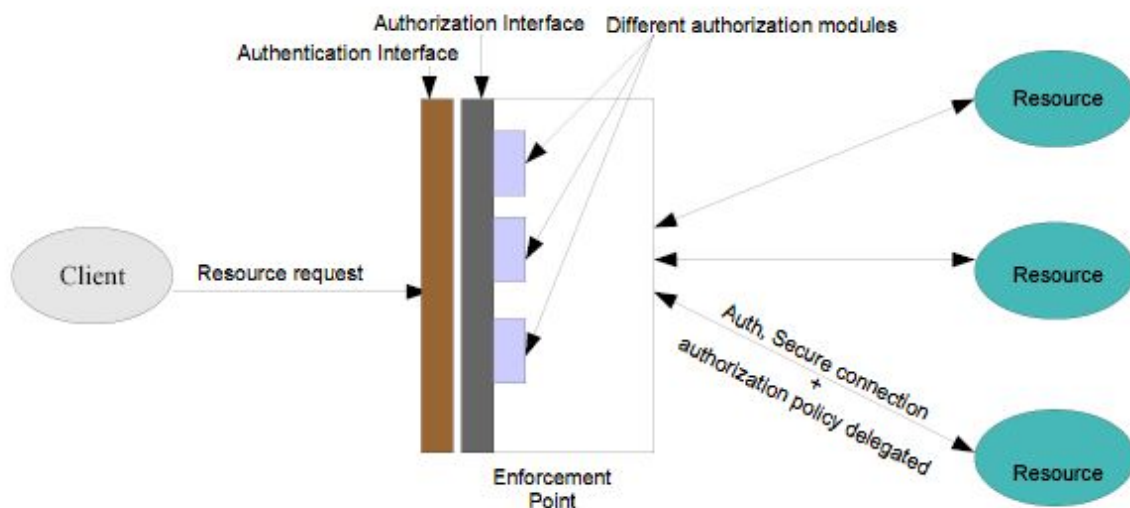 Authorization Interface
Different authorization modules
Authentication Interface
Resource
Client
Resource request
Resource
Auth, Secure connection
+
authorization policy delegated
Resource
Enforcement
Point